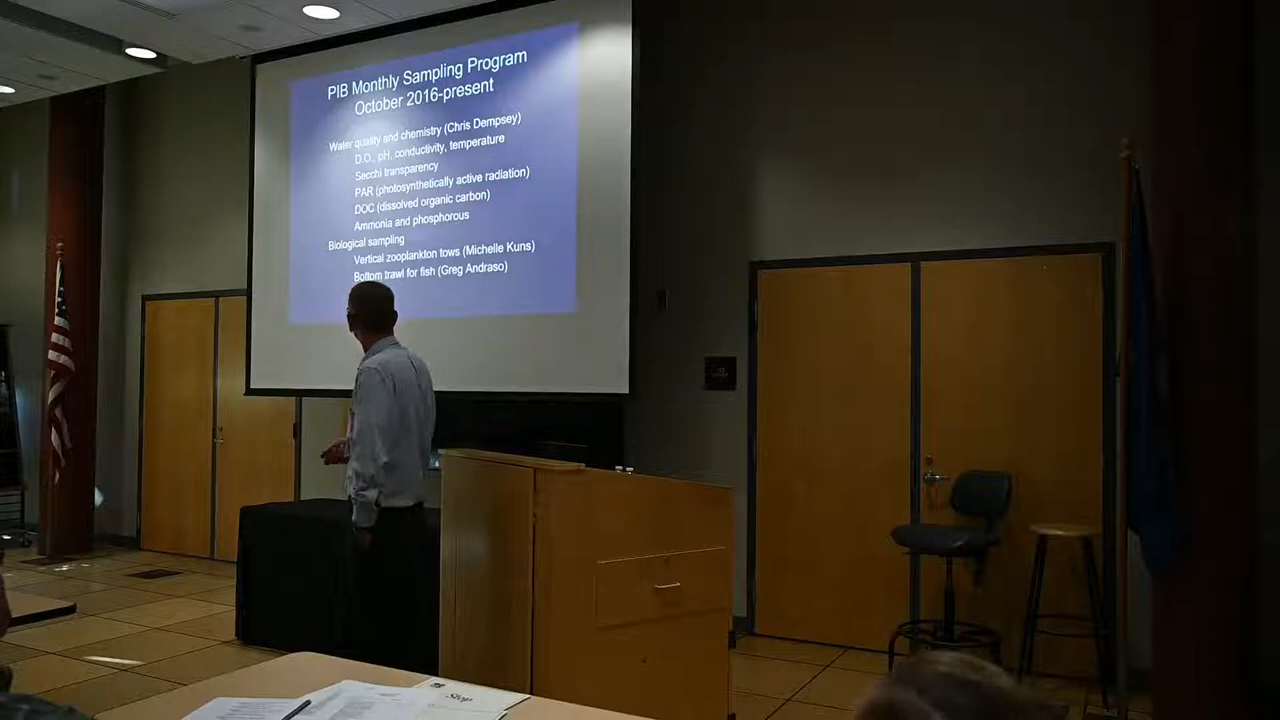 PIB Monthly Sampling Program
October 2016-present
Water quality and chemistry (Chris Dempsey)
D.O., pH, conductivity, temperature
Secchi transparency
PAR (photosynthetically active radiation)
DOC (dissolved organic carbon)
Ammonia and phosphorous
Biological sampling
Vertical zooplankton tows (Michelle Kuns)
Bottom trawl for fish (Greg Andraso)
Stop